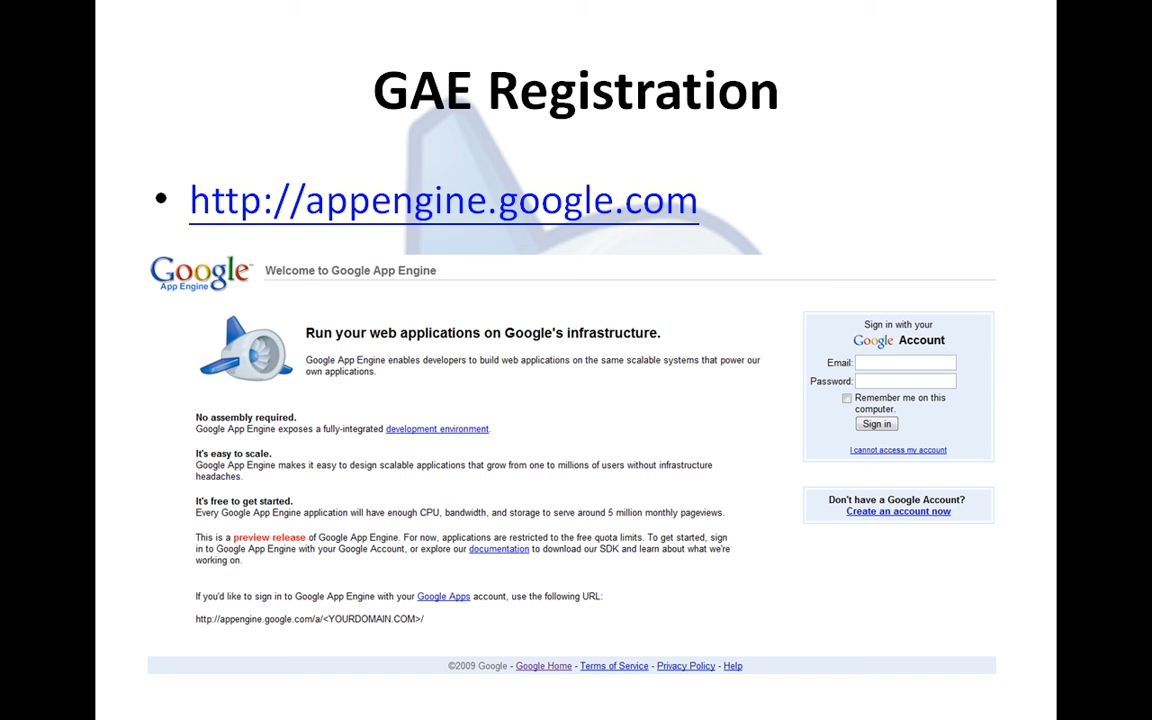 GAE Registration
• http://appengine.google.com
Google™
App Engine
Welcome to Google App Engine
Run your web applications on Google's infrastructure.
Google App Engine enables developers to build web applications on the same scalable systems that power our
own applications.
No assembly required.
Google App Engine exposes a fully-integrated development environment.
It's easy to scale.
Google App Engine makes it easy to design scalable applications that grow from one to millions of users without infrastructure
headaches.
It's free to get started.
Every Google App Engine application will have enough CPU, bandwidth, and storage to serve around 5 million monthly pageviews.
This is a preview release of Google App Engine. For now, applications are restricted to the free quota limits. To get started, sign
in to Google App Engine with your Google Account, or explore our documentation to download our SDK and learn about what we're
working on.
If you'd like to sign in to Google App Engine with your Google Apps account, use the following URL:
http://appengine.google.com/a/<YOURDOMAIN.COM>/
Sign in with your
Google Account
Email:
Password:
Remember me on this
computer.
Sign in
I cannot access my account
Don't have a Google Account?
Create an account now
©2009 Google - Google Home - Terms of Service - Privacy Policy - Help